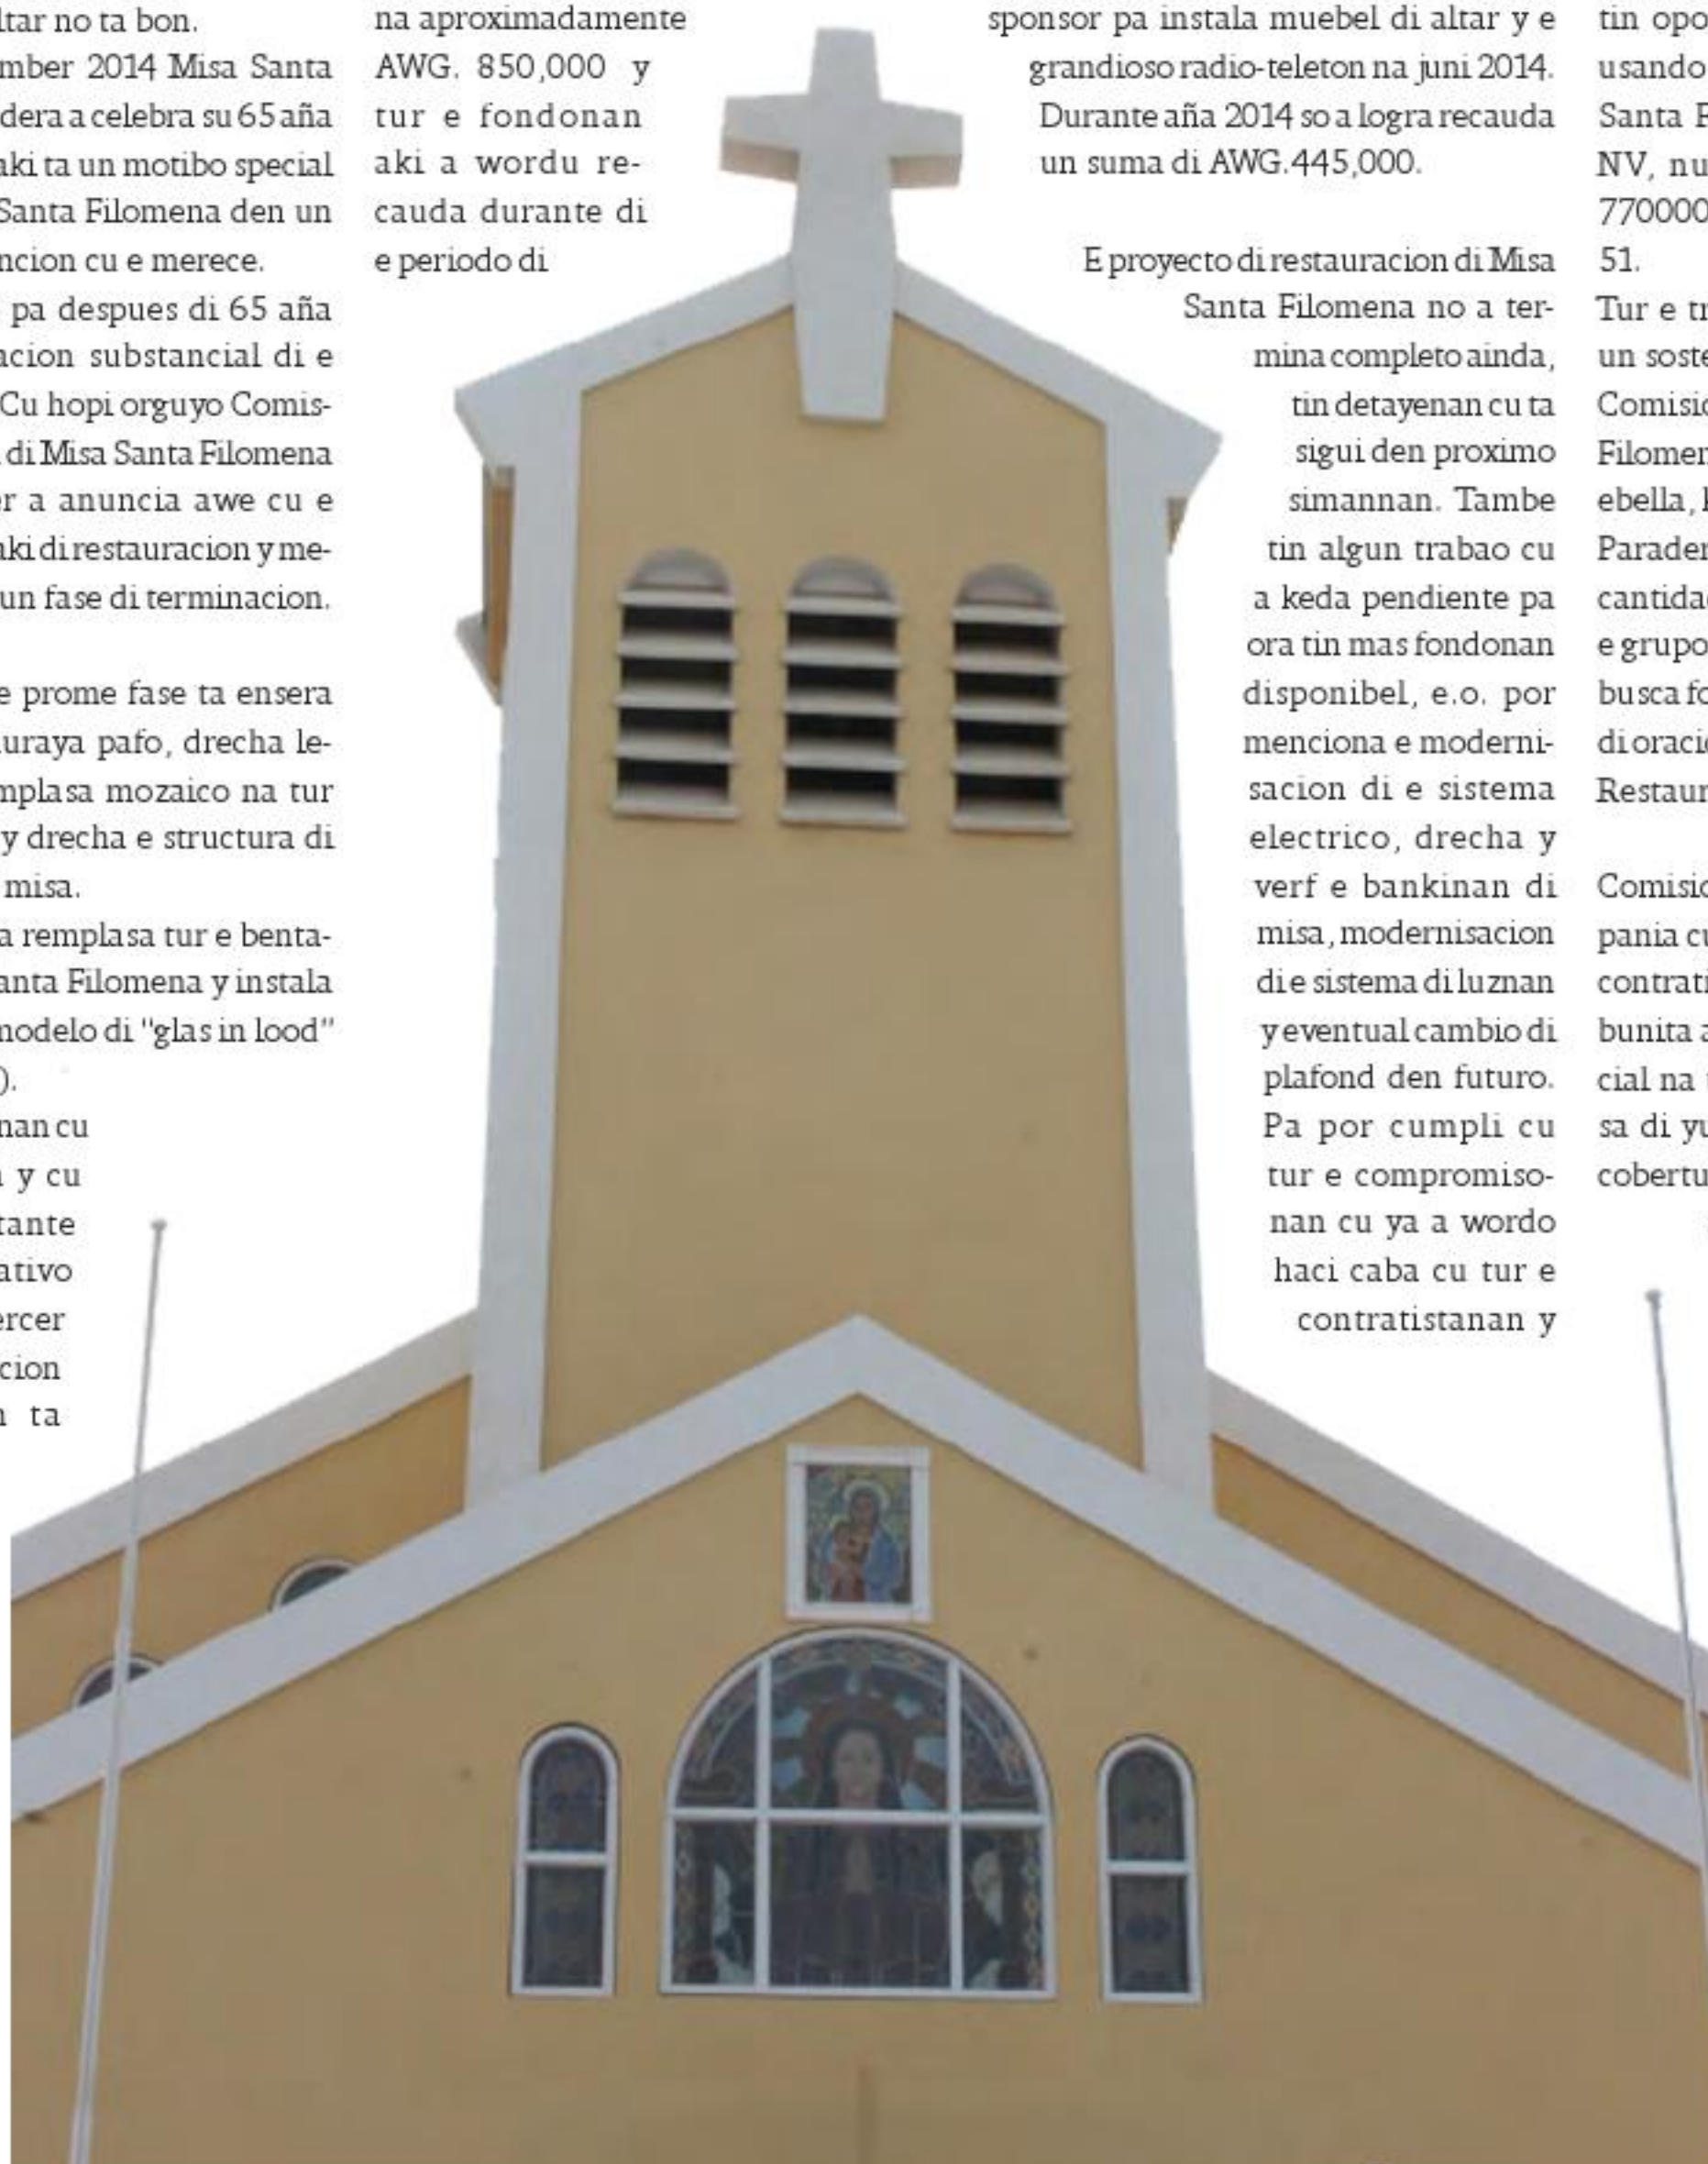 ltar no ta bon.
mber 2014 Misa Santa
dera a celebra su 65 aña
aki ta un motibo special
Santa Filomena den un
ncion cu e merece.
pa despues di 65 aña
acion substancial di e
Cu hopi orguyo Comis-
di Misa Santa Filomena
er a anuncia awe cu e
aki di restauracion y me-
un fase di terminacion.
e prome fase ta ensera
uraya pafo, drecha le-
mplasa mozaico na tur
y drecha e structura di
misa.
a remplasa tur e benta-
anta Filomena y instala
modelo di "glas in lood"
).
nan cu
y cu
tante
ativo
ercer
cion
ta
na aproximadamente
AWG. 850,000 y
tur e fondonan
aki a wordu re-
cauda durante di
e periodo di
sponsor pa instala muebel di altar y e
grandioso radio-teleton na juni 2014.
Durante aña 2014 so a logra recauda
un suma di AWG.445,000.
E proyecto di restauracion di Misa
Santa Filomena no a ter-
mina completo ainda,
tin detayenan cu ta
sigui den proximo
simannan. Tambe
tin algun trabao cu
a keda pendiente pa
ora tin mas fondonan
disponibel, e.o. por
menciona e moderni-
sacion di e sistema
electrico, drecha y
verf e bankinan di
misa, modernisacion
di e sistema di luznan
y eventual cambio di
plafond den futuro.
Pa por cumpli cu
tur e compromiso-
nan cu ya a wordo
haci caba cu tur e
contratistanan y
tin opo
usando
Santa F
NV, nu
770000
51.
Tur e tr
un soste
Comisio
Filomen
ebella,
Parader
cantidad
e grupo
busca fo
di oracio
Restaur
Comisio
pania cu
contrati
bunita a
cial na
sa di yu
cobertu